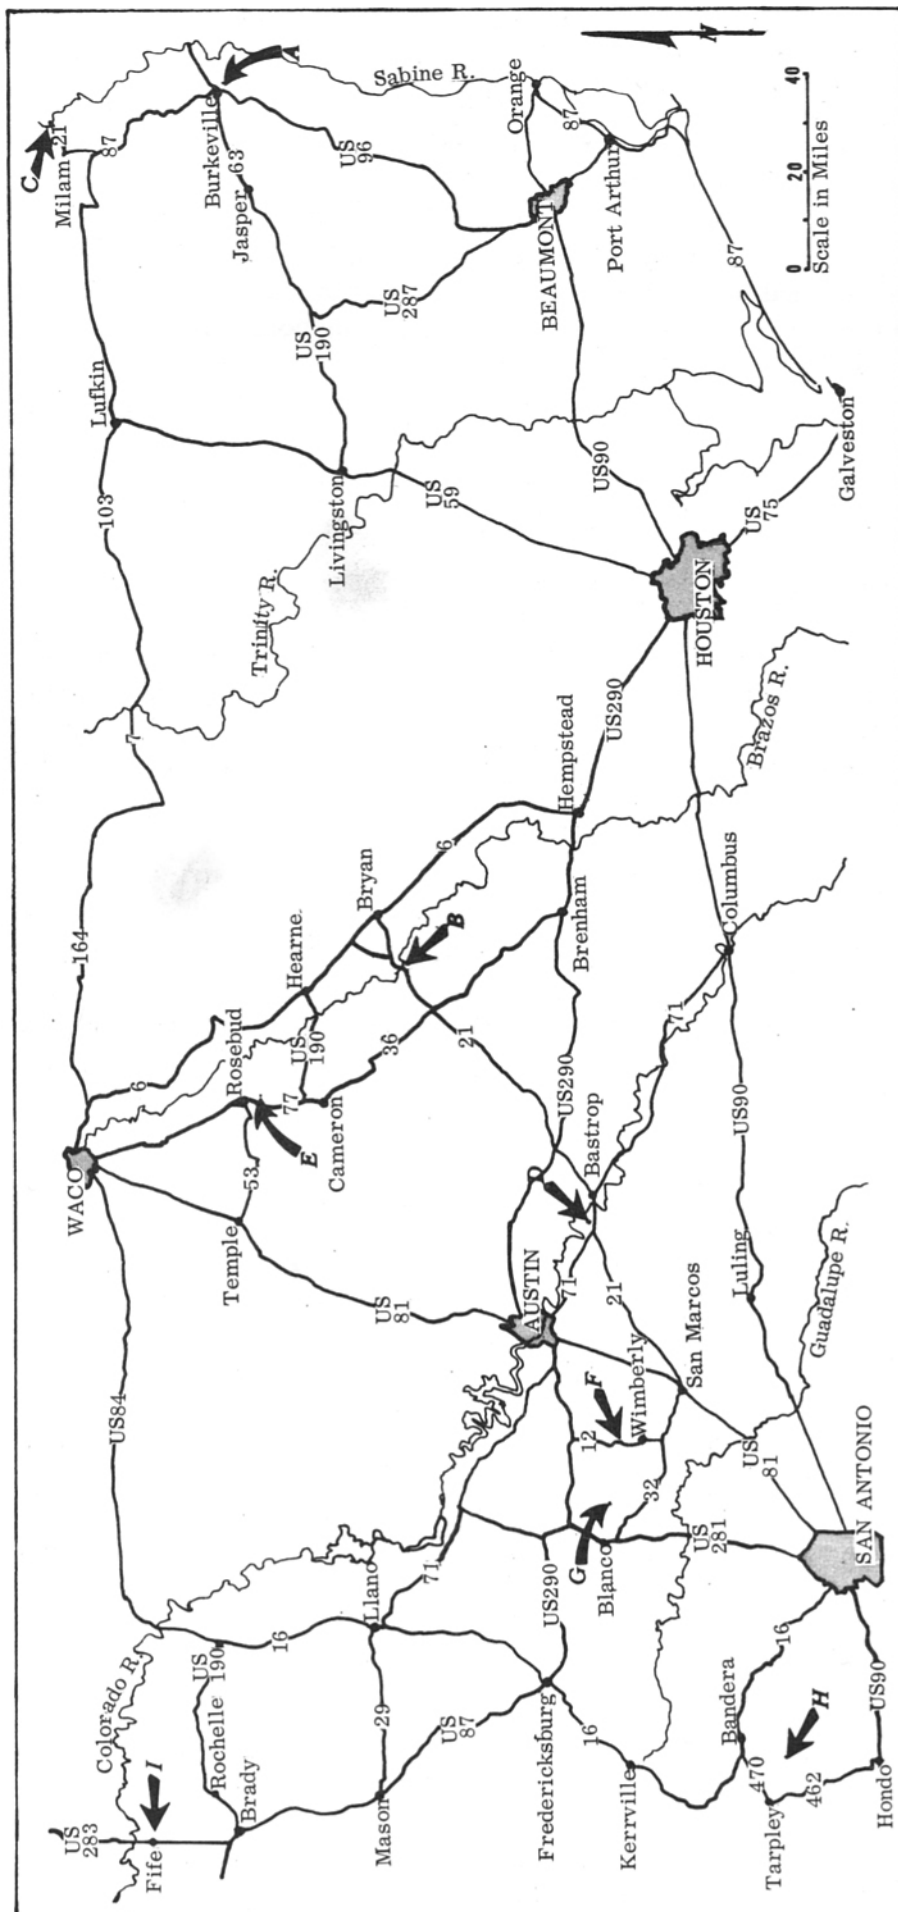 US
283
Fife
I
Colorado R.
US
190
Rochelle
Brady
16
US84
WACO
Temple
53
Rosebud
E
77
US
190
Cameron
6
164
Hearne
Bryan
B
36
21
6
7
103
Trinity R.
Lufkin
Livingston
US
190
US
59
US
287
Milam
21
C
87
Burkeville
Jasper
63
A
US
96
Sabine R.
Orange
87
BEAUMONT
Port Arthur
N
0
20
40
Scale in Miles
87
US90
Galveston
US
75
HOUSTON
US290
Hempstead
Brazos R.
Brenham
US290
Columbus
71
Bastrop
D
US90
71
21
AUSTIN
US
81
Luling
Guadalupe R.
San Marcos
Wimberly
F
12
32
US
81
G
Blanco
US
281
SAN ANTONIO
Llano
71
29
Mason
US
87
US290
Fredericksburg
16
Kerrville
16
Bandera
470
Tarpley
462
H
US90
Hondo